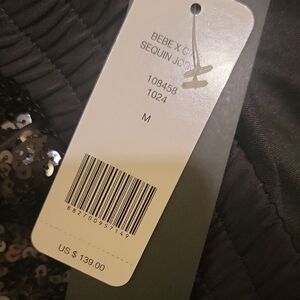 BEBE X
SEQUIN
108458
1024
M
US $ 139.00